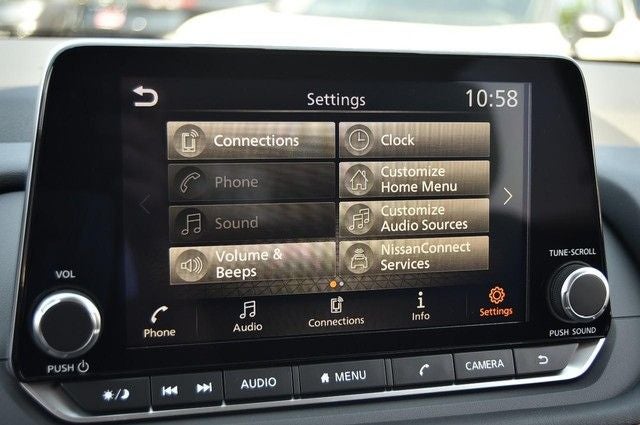 Settings
10:58
Connections
Clock
Phone
Customize
Home Menu
Sound
Customize
Audio Sources
Volume &
Beeps
NissanConnect
Services
VOL
PUSH
TUNE·SCROLL
PUSH SOUND
Phone
Audio
Connections
Info
Settings
AUDIO
MENU
CAMERA